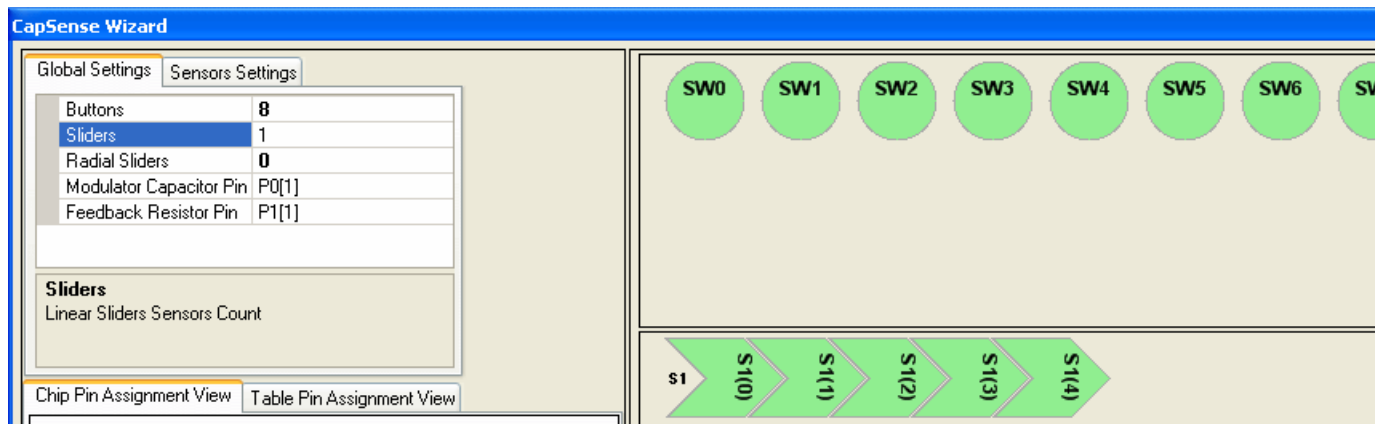 CapSense Wizard
Global Settings Sensors Settings
Buttons 8
Sliders 1
Radial Sliders 0
Modulator Capacitor Pin P0[1]
Feedback Resistor Pin P1[1]
Sliders
Linear Sliders Sensors Count
Chip Pin Assignment View Table Pin Assignment View
SW0 SW1 SW2 SW3 SW4 SW5 SW6
S1 S1(0) S1(1) S1(2) S1(3) S1(4)